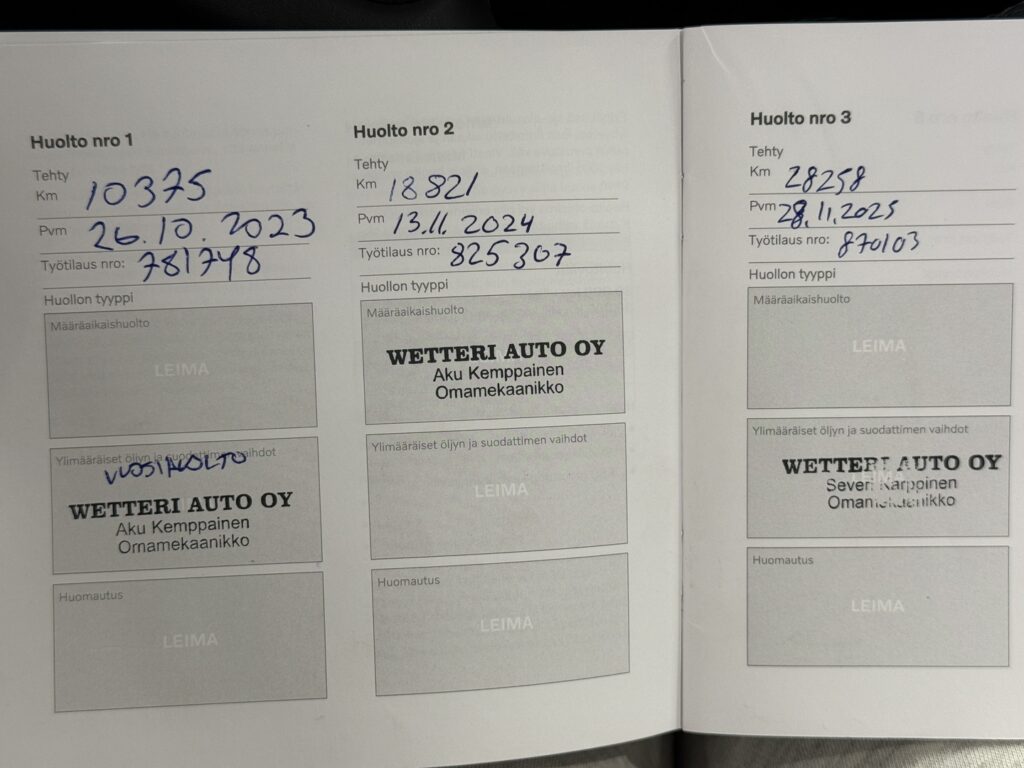 Huolto nro 1
Tehty
Km 10375
Pvm 26.10.2023
Työtilaus nro: 781748
Huollon tyyppi
Määräaikaishuolto
LEIMA
Ylimääräiset öljyn ja suodattimen vaihdot
VUOSIHUOLTO
WETTERI AUTO OY
Aku Kemppainen
Omamekaanikko
Huomautus
LEIMA
Huolto nro 2
Tehty
Km 18821
Pvm 13.11.2024
Työtilaus nro: 825307
Huollon tyyppi
Määräaikaishuolto
WETTERI AUTO OY
Aku Kemppainen
Omamekaanikko
Ylimääräiset öljyn ja suodattimen vaihdot
LEIMA
Huomautus
LEIMA
Huolto nro 3
Tehty
Km 28258
Pvm 28.11.2025
Työtilaus nro: 870103
Huollon tyyppi
Määräaikaishuolto
LEIMA
Ylimääräiset öljyn ja suodattimen vaihdot
WETTERI AUTO OY
Severi Karppinen
Omamekaanikko
Huomautus
LEIMA